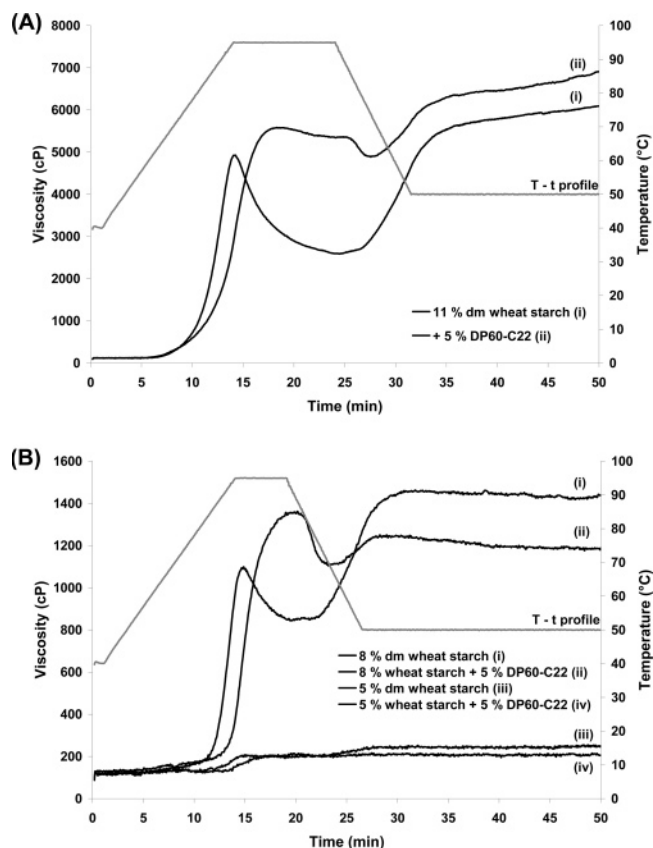 (A)
8000
7000
6000
5000
4000
3000
2000
1000
0
Viscosity (cP)
100
90
80
70
60
50
40
30
20
10
0
Temperature (°C)
(ii)
(i)
T - t profile
11 % dm wheat starch (i)
+ 5 % DP60-C22 (ii)
0 5 10 15 20 25 30 35 40 45 50
Time (min)
(B)
1600
1400
1200
1000
800
600
400
200
0
Viscosity (cP)
100
90
80
70
60
50
40
30
20
10
0
Temperature (°C)
(i)
(ii)
T - t profile
8 % dm wheat starch (i)
8 % wheat starch + 5 % DP60-C22 (ii)
5 % dm wheat starch (iii)
5 % wheat starch + 5 % DP60-C22 (iv)
(iii)
(iv)
0 5 10 15 20 25 30 35 40 45 50
Time (min)